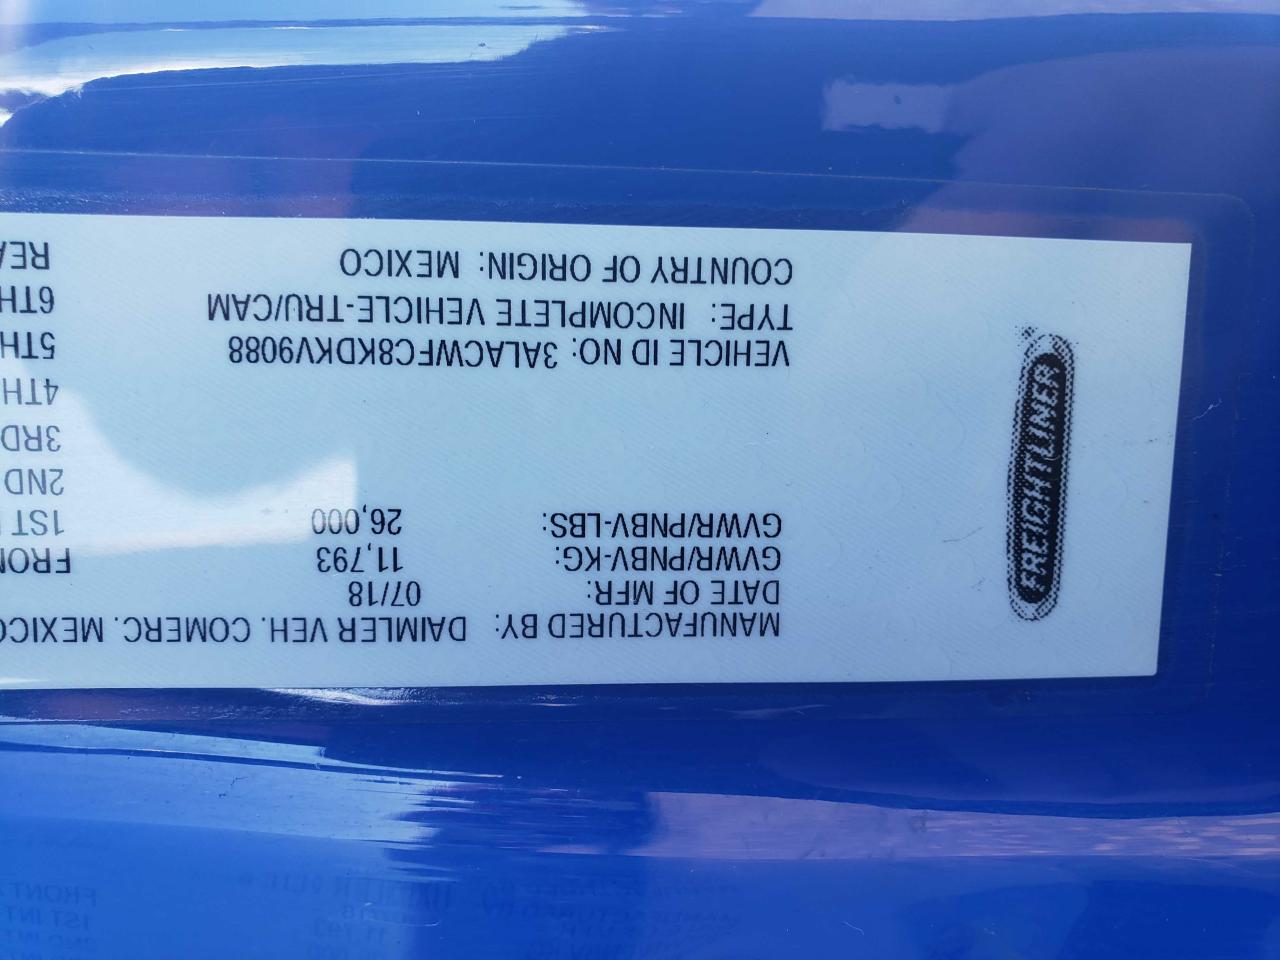 FREIGHTLINER
MANUFACTURED BY: DAIMLER VEH. COMERC. MEXICO
DATE OF MFR: 07/18
GVWR/PNBV-KG: 11,793
GVWR/PNBV-LBS: 26,000
VEHICLE ID NO: 3ALACWFC8KDKV9088
TYPE: INCOMPLETE VEHICLE-TRU/CAM
COUNTRY OF ORIGIN: MEXICO
FRON
1ST
2ND
3RD
4TH
5TH
6TH
REA